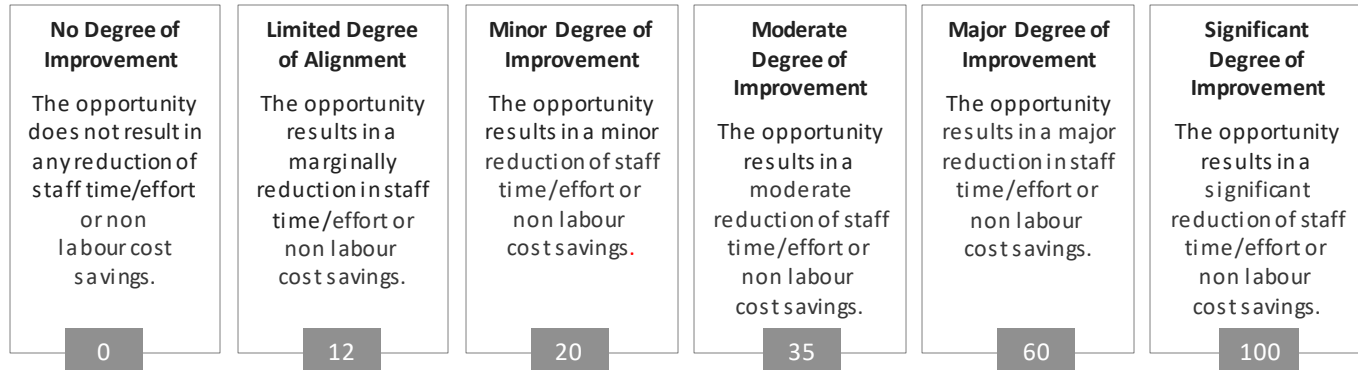 No Degree of
Improvement
The opportunity
does not result in
any reduction of
staff time/effort
or non
labour cost
savings.
0
Limited Degree
of Alignment
The opportunity
results in a
marginally
reduction in staff
time/effort or
non labour
cost savings.
12
Minor Degree of
Improvement
The opportunity
results in a minor
reduction of staff
time/effort or
non labour
cost savings.
20
Moderate
Degree of
Improvement
The opportunity
results in a
moderate
reduction of staff
time/effort or
non labour
cost savings.
35
Major Degree of
Improvement
The opportunity
results in a major
reduction in staff
time/effort or
non labour
cost savings.
60
Significant
Degree of
Improvement
The opportunity
results in a
significant
reduction of staff
time/effort or
non labour
cost savings.
100